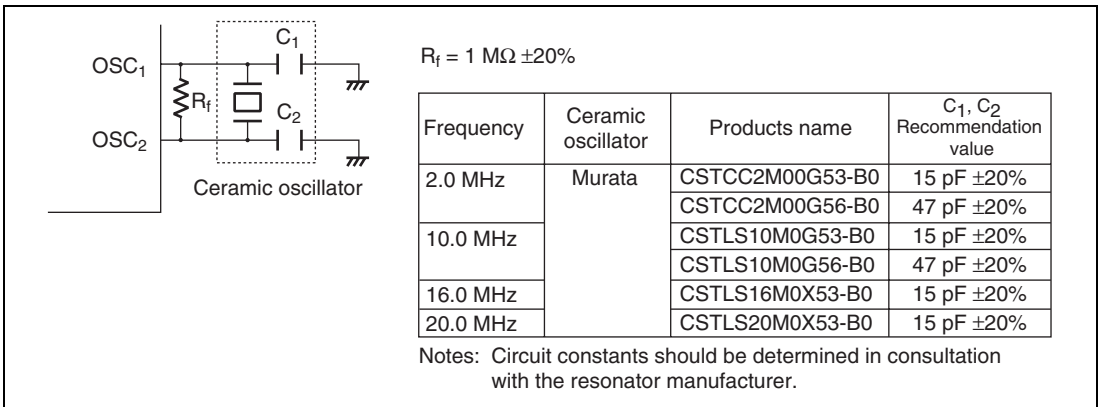 OSC1
Rf
OSC2
C1
C2
Ceramic oscillator
Rf = 1 MΩ ±20%
Frequency Ceramic oscillator Products name C1, C2 Recommendation value
2.0 MHz Murata CSTCC2M00G53-B0 15 pF ±20%
CSTCC2M00G56-B0 47 pF ±20%
10.0 MHz CSTLS10M0G53-B0 15 pF ±20%
CSTLS10M0G56-B0 47 pF ±20%
16.0 MHz CSTLS16M0X53-B0 15 pF ±20%
20.0 MHz CSTLS20M0X53-B0 15 pF ±20%
Notes: Circuit constants should be determined in consultation
with the resonator manufacturer.